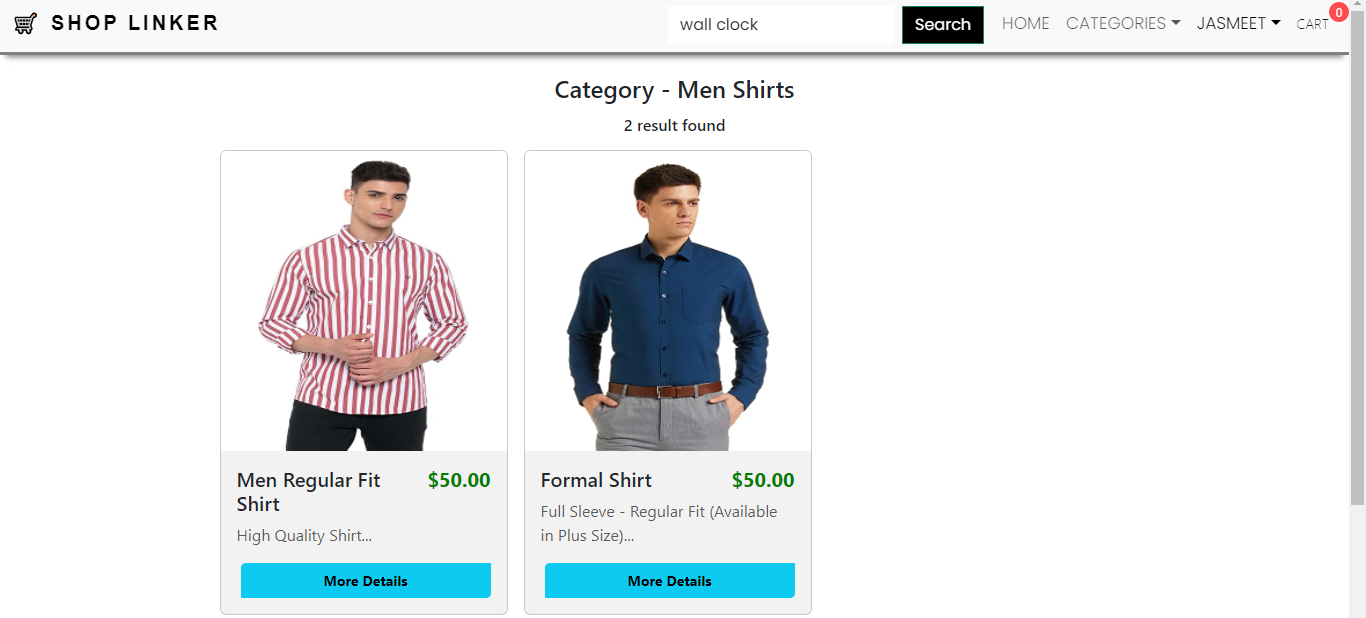 SHOP LINKER
wall clock
Search
HOME
CATEGORIES
JASMEET
CART
0
Category - Men Shirts
2 result found
Men Regular Fit
Shirt
$50.00
High Quality Shirt...
More Details
Formal Shirt
$50.00
Full Sleeve - Regular Fit (Available
in Plus Size)...
More Details